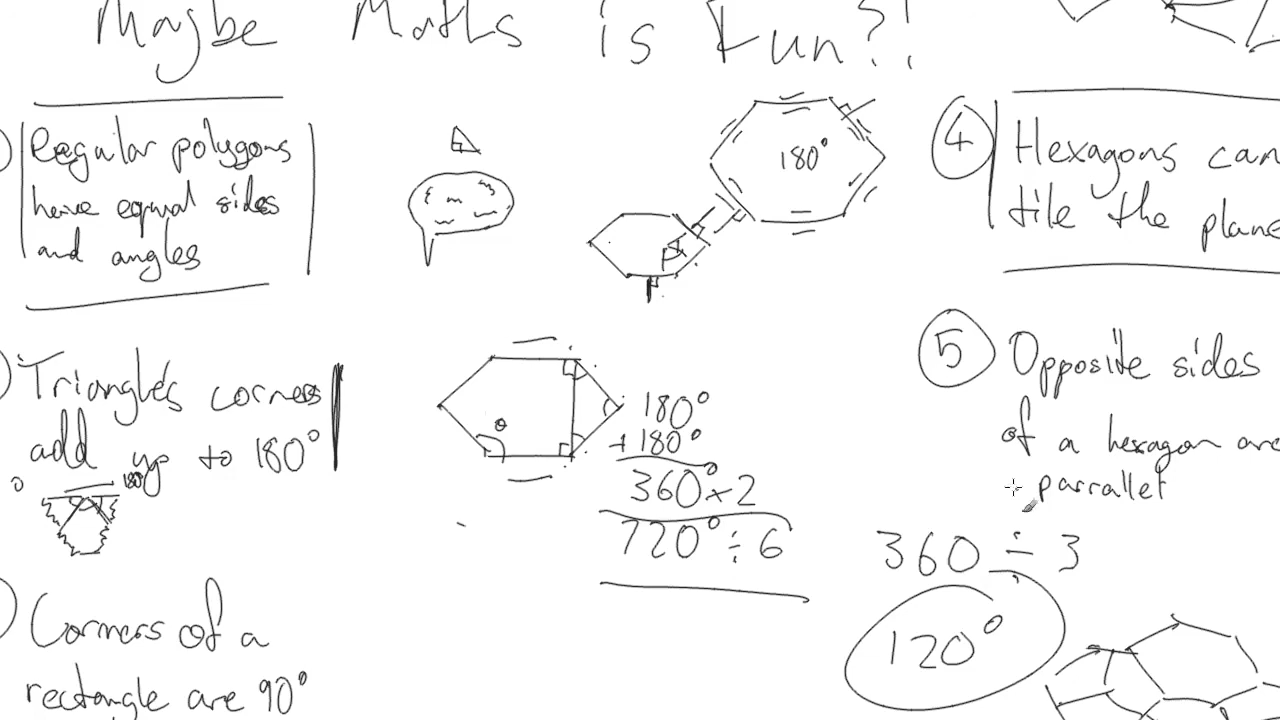 Maybe Maths is Fun?!
Regular polygons
have equal sides
and angles
180°
4
Hexagons can
tile the plane
Triangles corners
add up to 180°
0 180
θ
180°
+ 180°
360° × 2
720° ÷ 6
5
Opposite sides
of a hexagon are
parrallel
360 ÷ 3
120°
Corners of a
rectangle are 90°